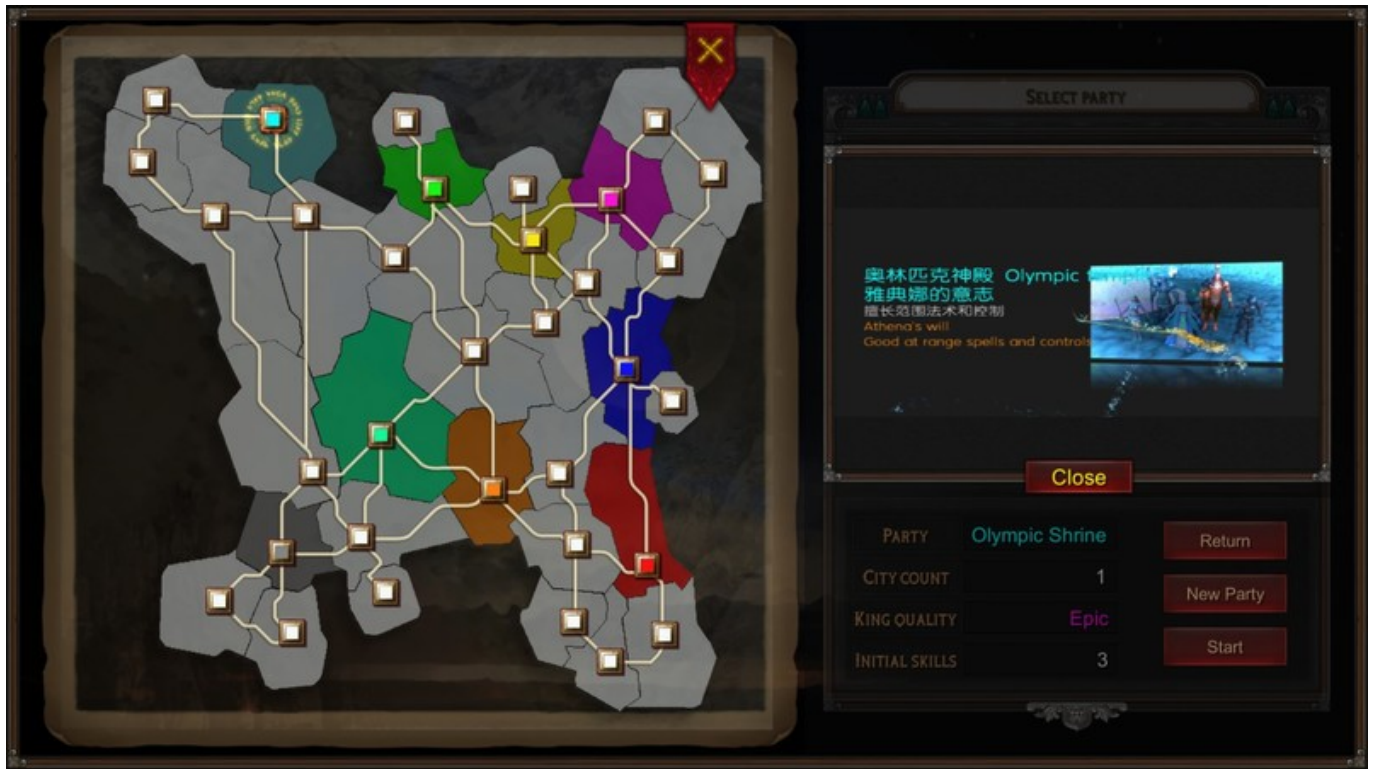 SELECT PARTY
奥林匹克神殿 Olympic
雅典娜的意志
擅长范围法术和控制
Athena's will
Good at range spells and controls
Close
PARTY Olympic Shrine
CITY COUNT 1
KING QUALITY Epic
INITIAL SKILLS 3
Return
New Party
Start